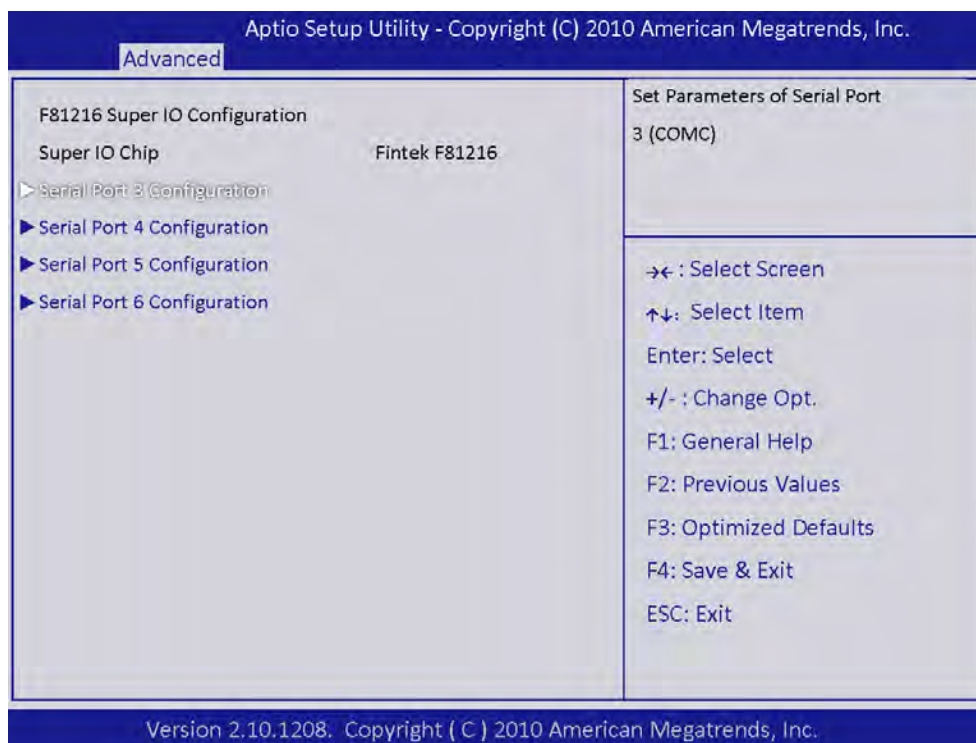 Aptio Setup Utility - Copyright (C) 2010 American Megatrends, Inc.
Advanced
F81216 Super IO Configuration
Super IO Chip Fintek F81216
▶ Serial Port 3 Configuration
▶ Serial Port 4 Configuration
▶ Serial Port 5 Configuration
▶ Serial Port 6 Configuration
Set Parameters of Serial Port
3 (COMC)
→← : Select Screen
↑↓: Select Item
Enter: Select
+/- : Change Opt.
F1: General Help
F2: Previous Values
F3: Optimized Defaults
F4: Save & Exit
ESC: Exit
Version 2.10.1208. Copyright ( C ) 2010 American Megatrends, Inc.